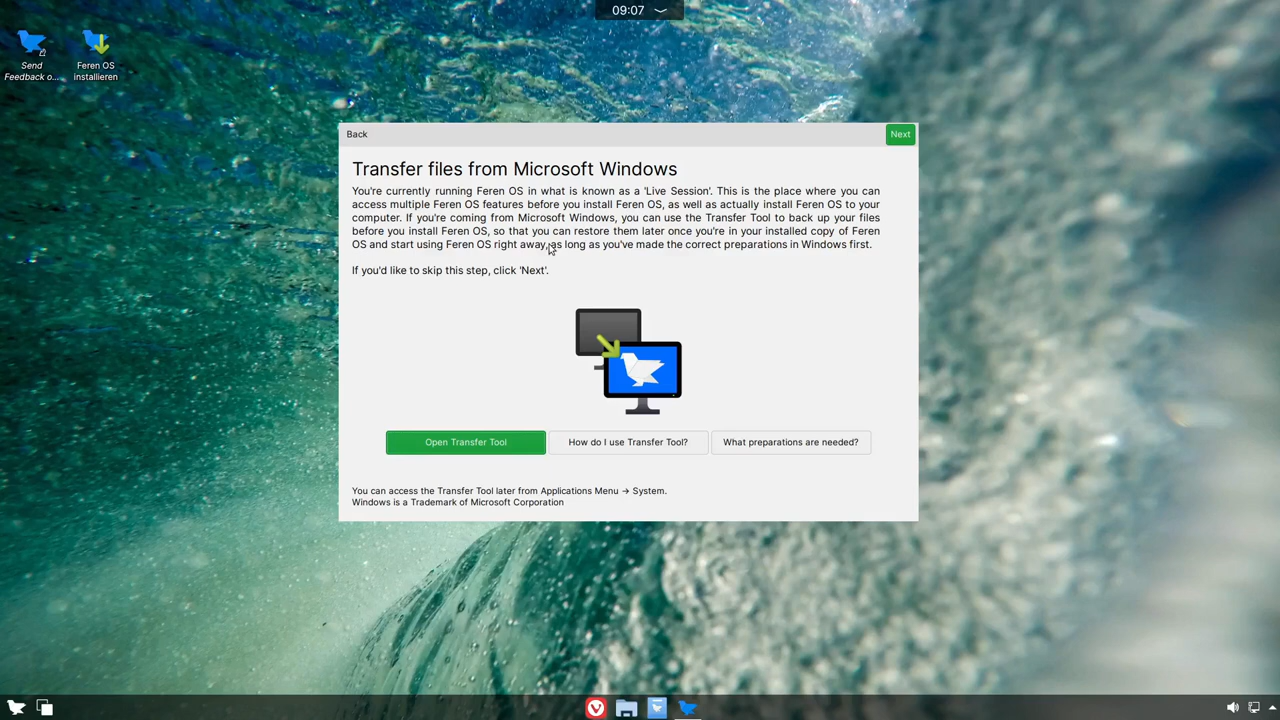 09:07
Send
Feedback o...
Feren OS
installieren
Back
Next
Transfer files from Microsoft Windows
You're currently running Feren OS in what is known as a 'Live Session'. This is the place where you can
access multiple Feren OS features before you install Feren OS, as well as actually install Feren OS to your
computer. If you're coming from Microsoft Windows, you can use the Transfer Tool to back up your files
before you install Feren OS, so that you can restore them later once you're in your installed copy of Feren
OS and start using Feren OS right away, as long as you've made the correct preparations in Windows first.
If you'd like to skip this step, click 'Next'.
Open Transfer Tool
How do I use Transfer Tool?
What preparations are needed?
You can access the Transfer Tool later from Applications Menu → System.
Windows is a Trademark of Microsoft Corporation